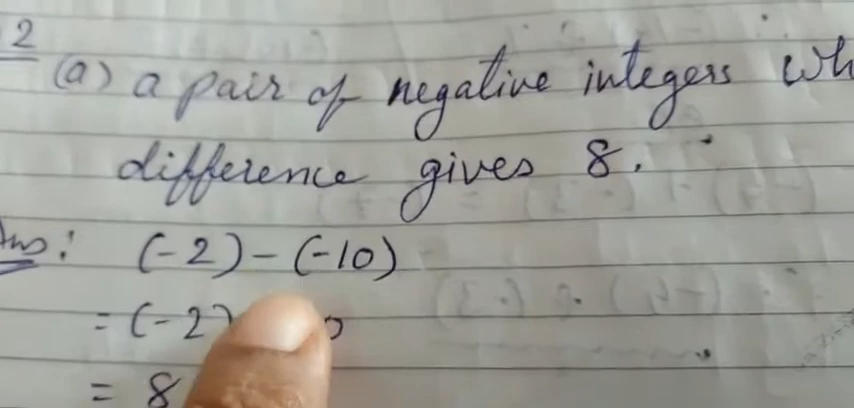 2
(a) a pair of negative integers
difference gives 8.
Ans: (-2) - (-10)
= (-2)
= 8